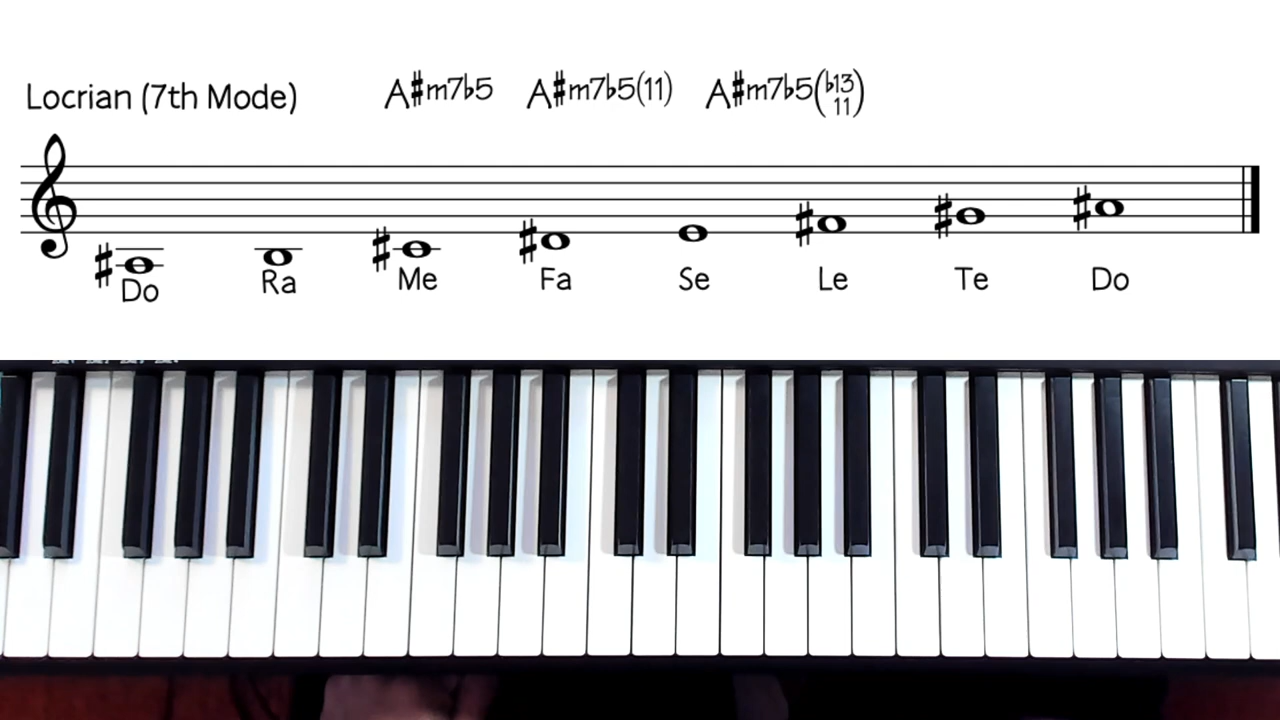 Locrian (7th Mode) A♯m7♭5 A♯m7♭5(11) A♯m7♭5(♭13 11)
Do Ra Me Fa Se Le Te Do